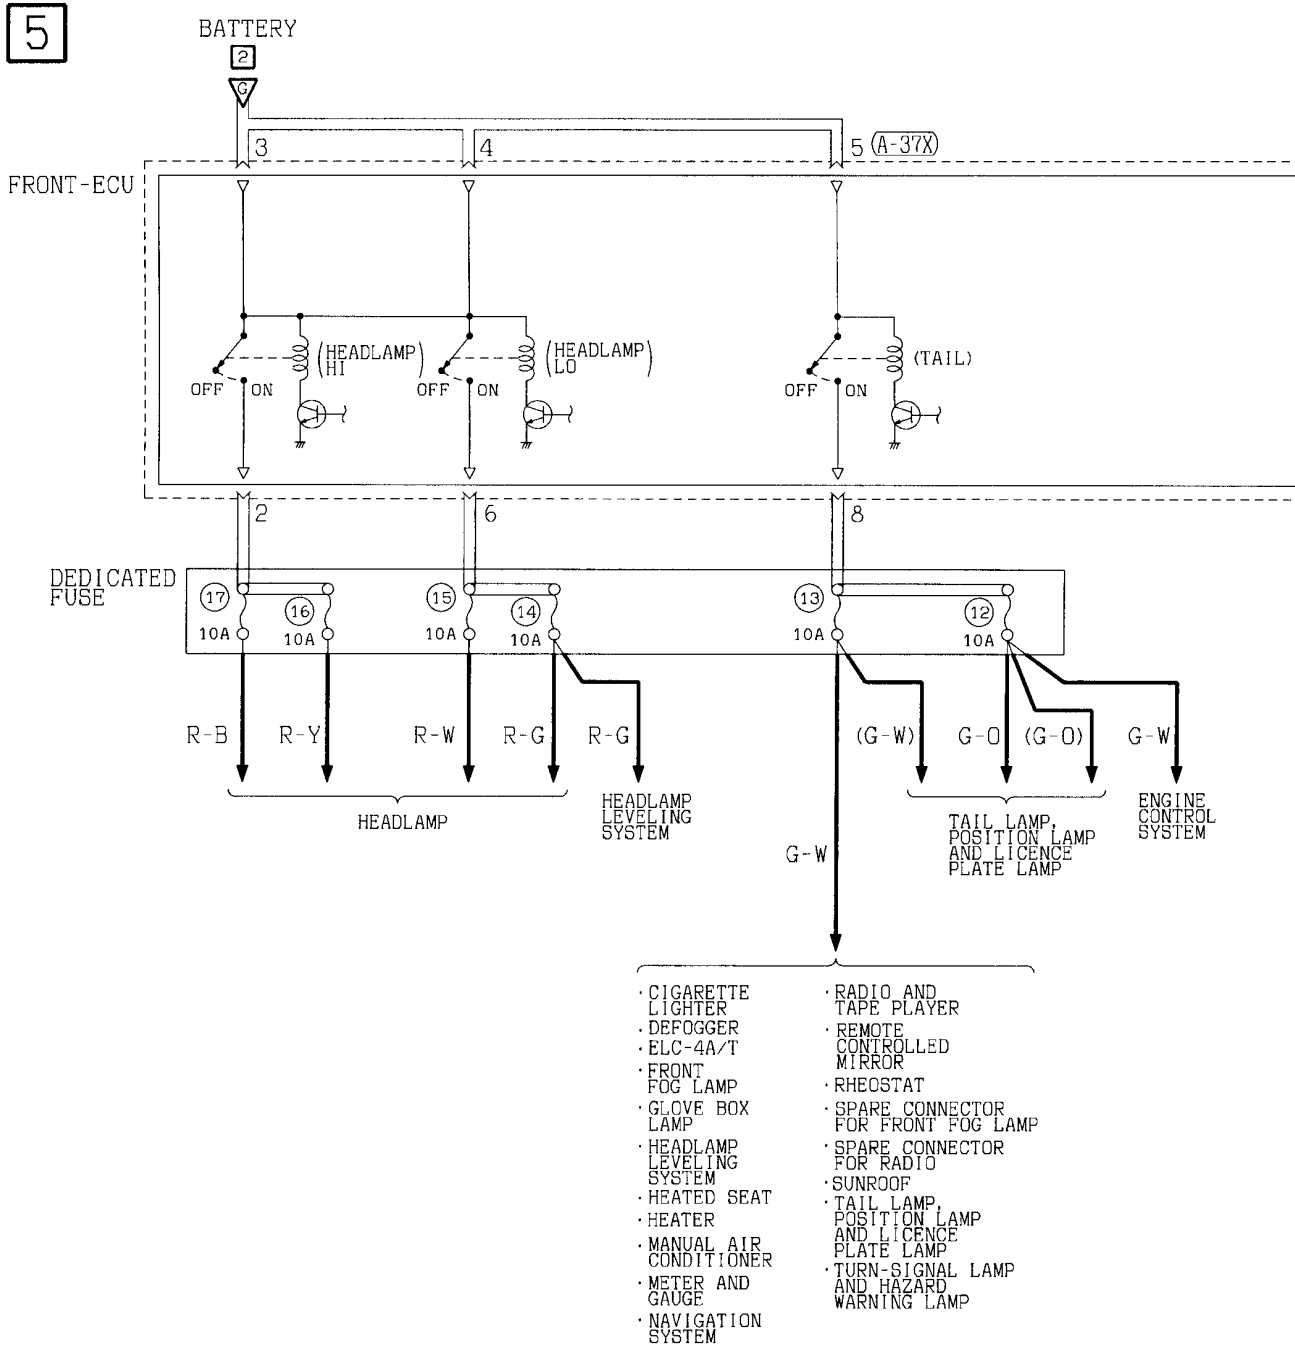 5
BATTERY
2
G
3
4
5
A-37X
FRONT-ECU
(HEADLAMP
HI)
(HEADLAMP
LO)
(TAIL)
OFF
ON
OFF
ON
OFF
ON
2
6
8
DEDICATED
FUSE
17
16
15
14
13
12
10A
10A
10A
10A
10A
10A
R-B
R-Y
R-W
R-G
R-G
(G-W)
G-O
(G-O)
G-W
HEADLAMP
HEADLAMP
LEVELING
SYSTEM
TAIL LAMP,
POSITION LAMP
AND LICENCE
PLATE LAMP
ENGINE
CONTROL
SYSTEM
G-W
· CIGARETTE
LIGHTER
· DEFOGGER
· ELC-4A/T
· FRONT
FOG LAMP
· GLOVE BOX
LAMP
· HEADLAMP
LEVELING
SYSTEM
· HEATED SEAT
· HEATER
· MANUAL AIR
CONDITIONER
· METER AND
GAUGE
· NAVIGATION
SYSTEM
· RADIO AND
TAPE PLAYER
· REMOTE
CONTROLLED
MIRROR
· RHEOSTAT
· SPARE CONNECTOR
FOR FRONT FOG LAMP
· SPARE CONNECTOR
FOR RADIO
· SUNROOF
· TAIL LAMP,
POSITION LAMP
AND LICENCE
PLATE LAMP
· TURN-SIGNAL LAMP
AND HAZARD
WARNING LAMP